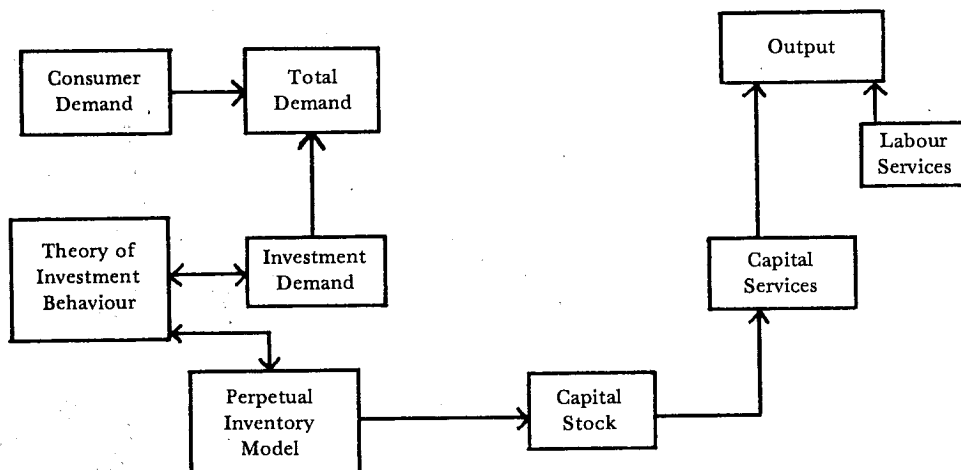 Consumer
Demand
Total
Demand
Output
Labour
Services
Theory of
Investment
Behaviour
Investment
Demand
Capital
Services
Perpetual
Inventory
Model
Capital
Stock